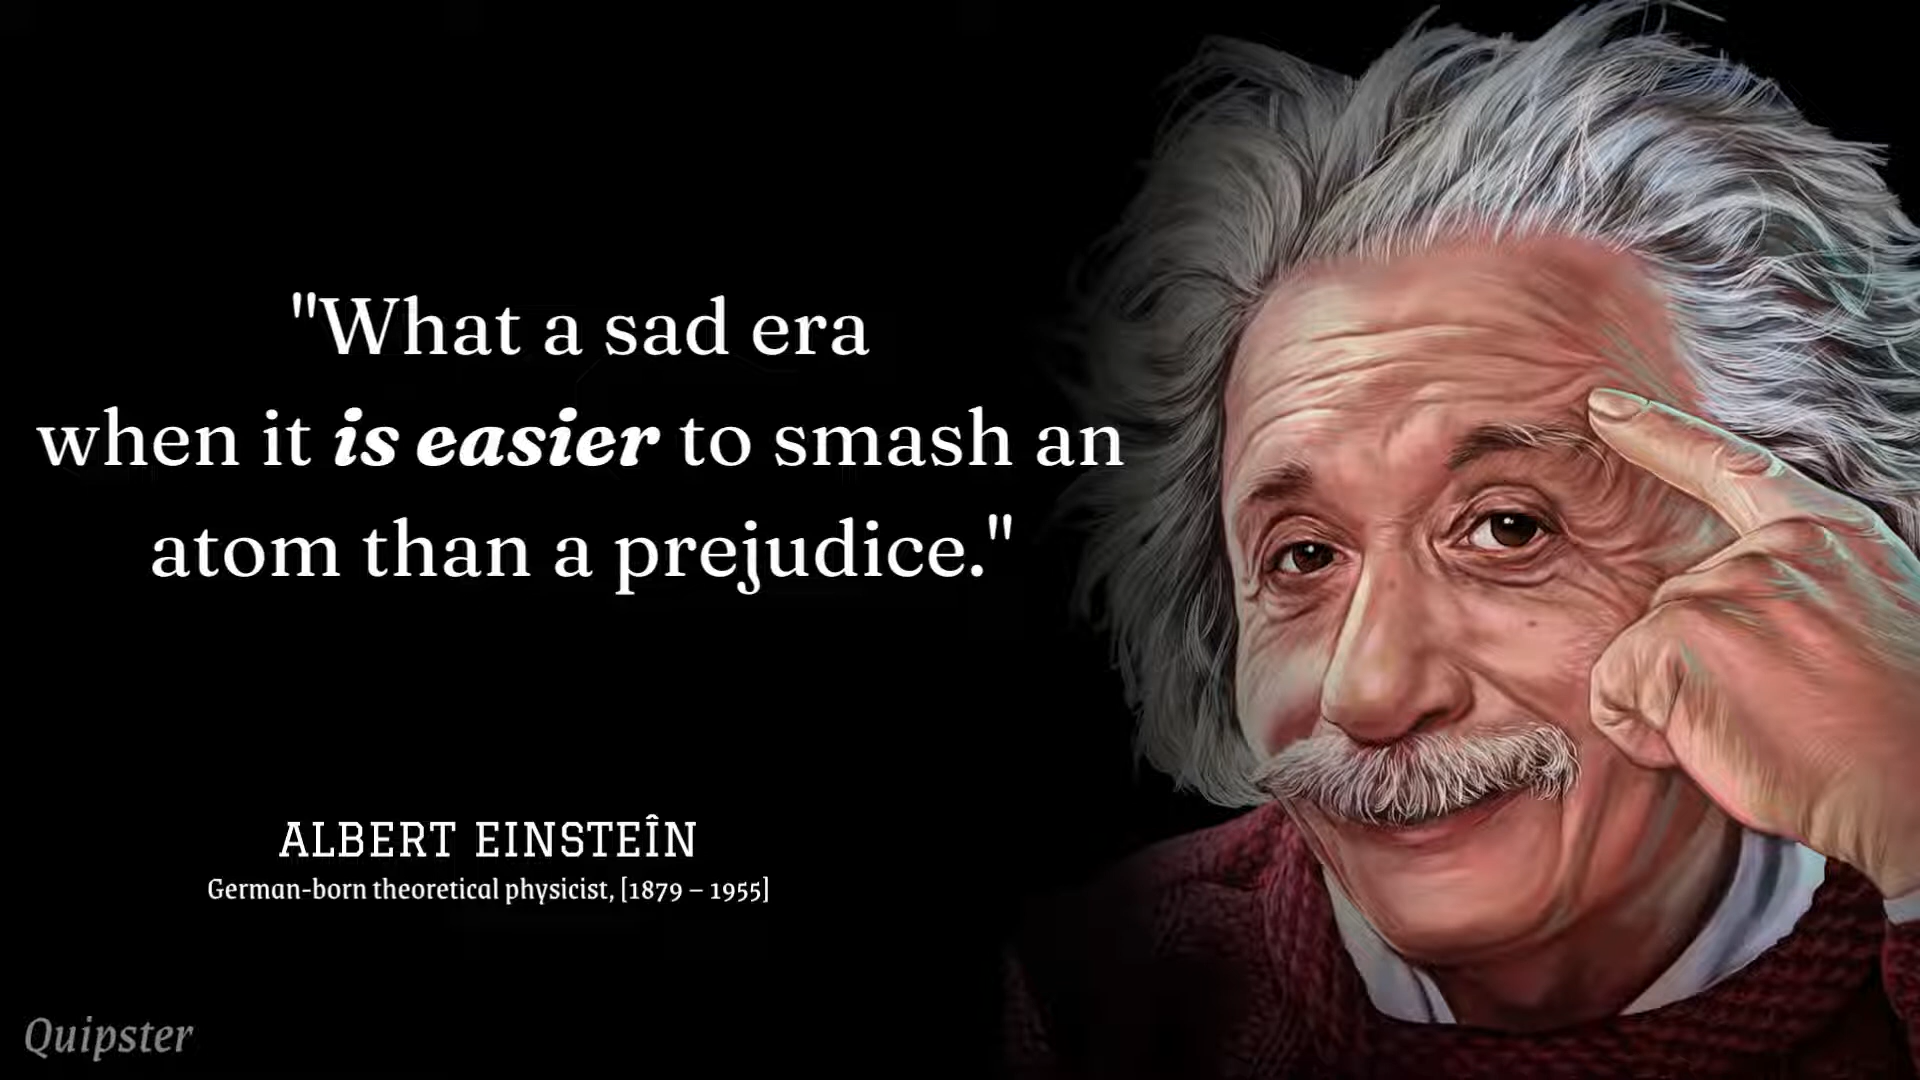 "What a sad era
when it is easier to smash an
atom than a prejudice."
ALBERT EINSTEÎN
German-born theoretical physicist, [1879 – 1955]
Quipster